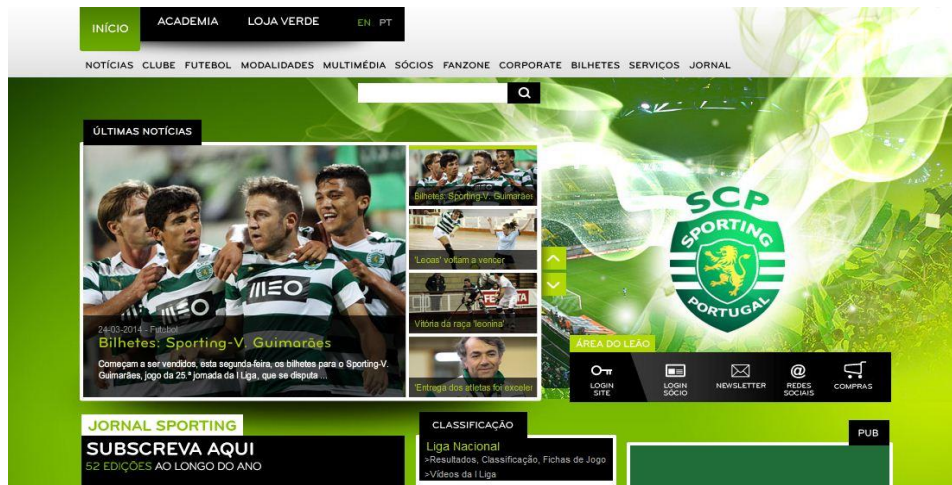 INÍCIO
ACADEMIA LOJA VERDE EN PT
NOTÍCIAS CLUBE FUTEBOL MODALIDADES MULTIMÉDIA SÓCIOS FANZONE CORPORATE BILHETES SERVIÇOS JORNAL
ÚLTIMAS NOTÍCIAS
MEO
24-03-2014 - Futebol
Bilhetes: Sporting-V. Guimarães
Começam a ser vendidos, esta segunda-feira, os bilhetes para o Sporting-V.
Guimarães, jogo da 25.ª jornada da I Liga, que se disputa ...
Bilhetes: Sporting-V. Guimarães
'Leoas' voltam a vencer
Vitória da raça 'leonina'
'Entrega dos atletas foi exceler
SCP
SPORTING
PORTUGAL
ÁREA DO LEÃO
LOGIN
SITE
LOGIN
SÓCIO
NEWSLETTER
@
REDES
SOCIAIS
COMPRAS
JORNAL SPORTING
SUBSCREVA AQUI
52 EDIÇÕES AO LONGO DO ANO
CLASSIFICAÇÃO
Liga Nacional
>Resultados, Classificação, Fichas de Jogo
>Vídeos da I Liga
PUB